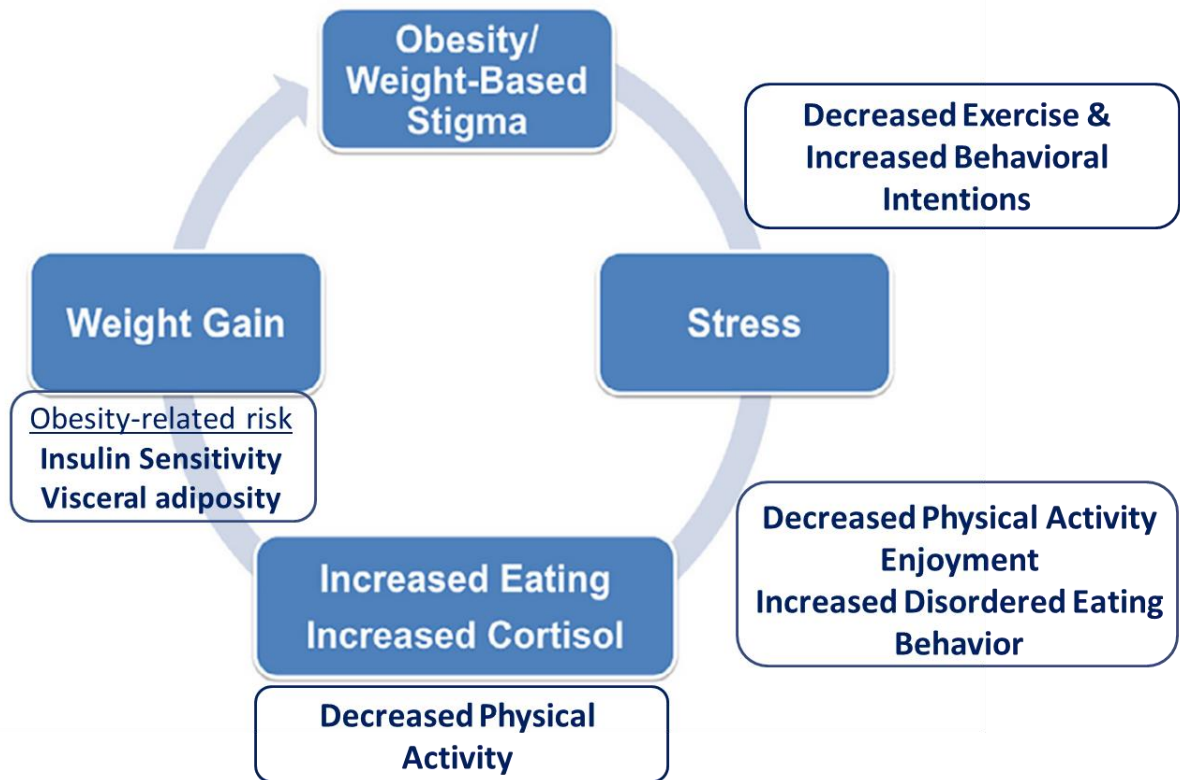 Obesity/
Weight-Based
Stigma
Decreased Exercise &
Increased Behavioral
Intentions
Weight Gain
Stress
Obesity-related risk
Insulin Sensitivity
Visceral adiposity
Decreased Physical Activity
Enjoyment
Increased Disordered Eating
Behavior
Increased Eating
Increased Cortisol
Decreased Physical
Activity